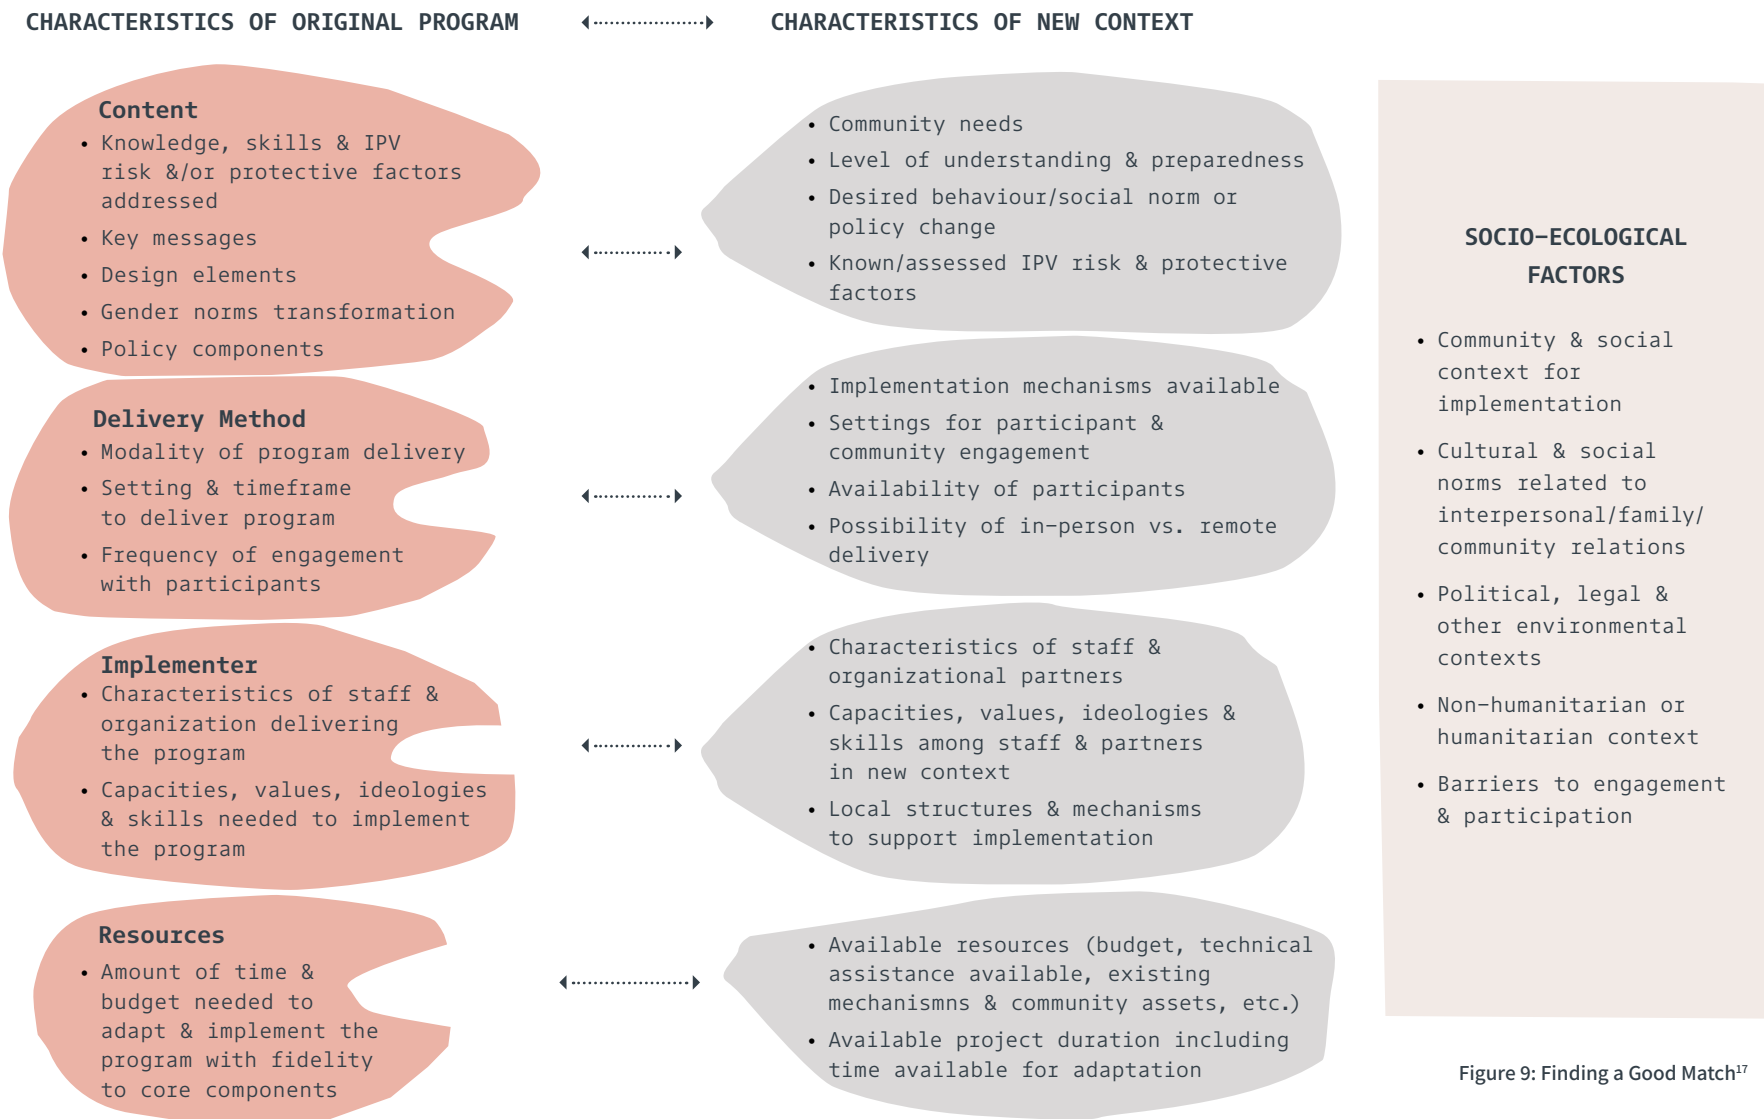 CHARACTERISTICS OF ORIGINAL PROGRAM
CHARACTERISTICS OF NEW CONTEXT
Content
• Knowledge, skills & IPV
risk &/or protective factors
addressed
• Key messages
• Design elements
• Gender norms transformation
• Policy components
• Community needs
• Level of understanding & preparedness
• Desired behaviour/social norm or
policy change
• Known/assessed IPV risk & protective
factors
Delivery Method
• Modality of program delivery
• Setting & timeframe
to deliver program
• Frequency of engagement
with participants
• Implementation mechanisms available
• Settings for participant &
community engagement
• Availability of participants
• Possibility of in-person vs. remote
delivery
Implementer
• Characteristics of staff &
organization delivering
the program
• Capacities, values, ideologies
& skills needed to implement
the program
• Characteristics of staff &
organizational partners
• Capacities, values, ideologies &
skills among staff & partners
in new context
• Local structures & mechanisms
to support implementation
Resources
• Amount of time &
budget needed to
adapt & implement the
program with fidelity
to core components
• Available resources (budget, technical
assistance available, existing
mechanismns & community assets, etc.)
• Available project duration including
time available for adaptation
SOCIO-ECOLOGICAL
FACTORS
• Community & social
context for
implementation
• Cultural & social
norms related to
interpersonal/family/
community relations
• Political, legal &
other environmental
contexts
• Non-humanitarian or
humanitarian context
• Barriers to engagement
& participation
Figure 9: Finding a Good Match¹⁷